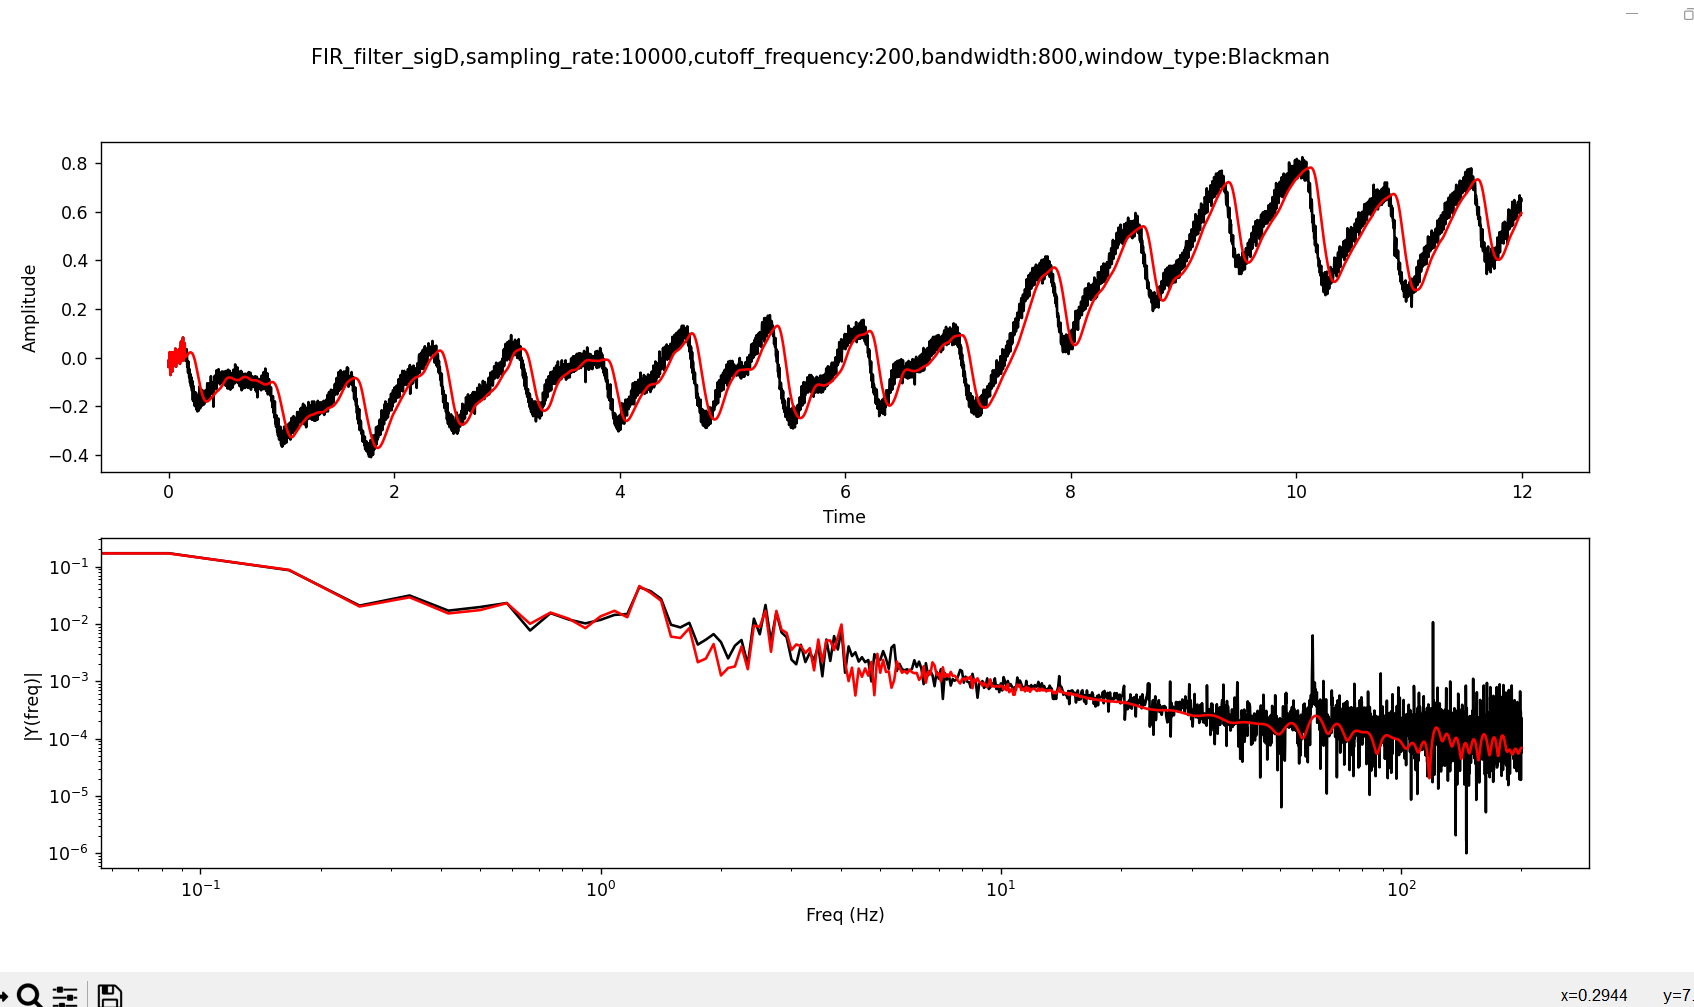 FIR_filter_sigD,sampling_rate:10000,cutoff_frequency:200,bandwidth:800,window_type:Blackman
Amplitude
0.8
0.6
0.4
0.2
0.0
−0.2
−0.4
0 2 4 6 8 10 12
Time
|Y(freq)|
10⁻¹
10⁻²
10⁻³
10⁻⁴
10⁻⁵
10⁻⁶
10⁻¹ 10⁰ 10¹ 10²
Freq (Hz)
x=0.2944 y=7.